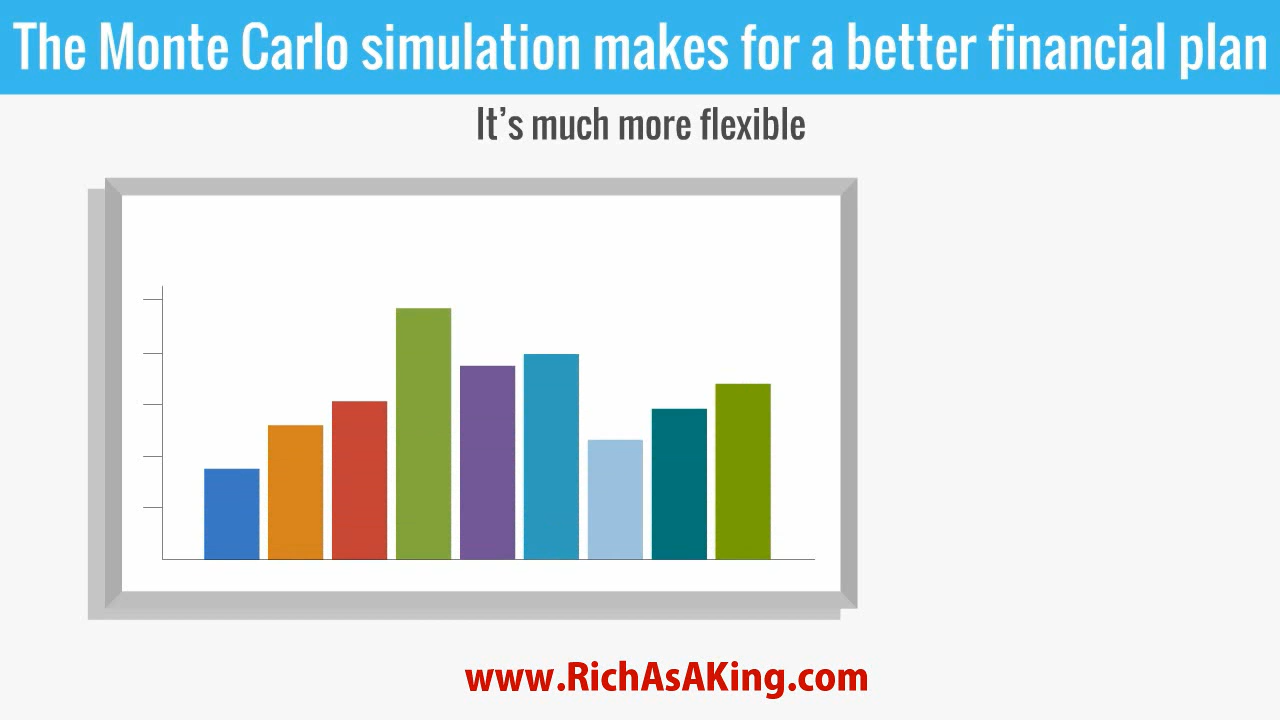 The Monte Carlo simulation makes for a better financial plan
It’s much more flexible
www.RichAsAKing.com